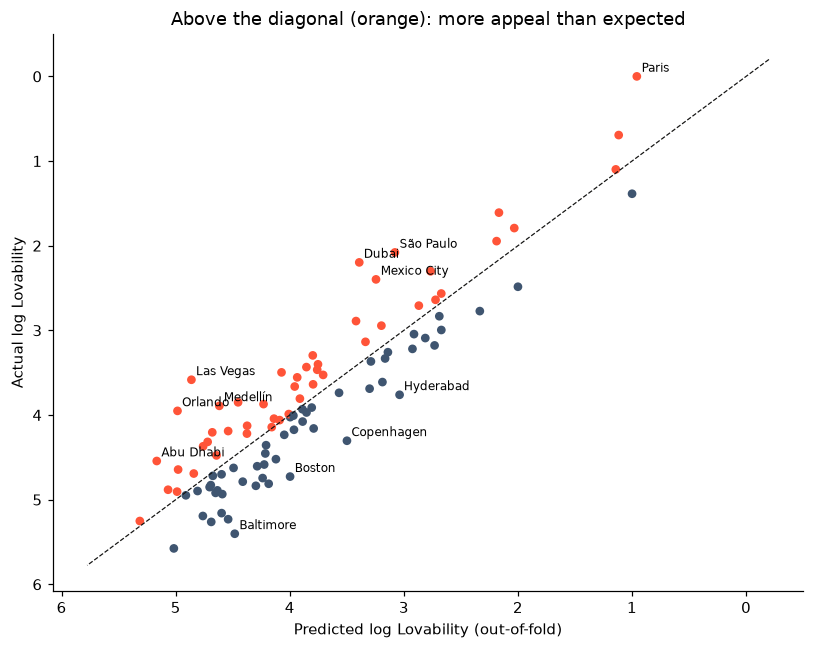 Above the diagonal (orange): more appeal than expected
Paris
São Paulo
Dubai
Mexico City
Las Vegas
Orlando
Medellín
Hyderabad
Copenhagen
Abu Dhabi
Boston
Baltimore
0
1
2
3
4
5
6
Actual log Lovability
6
5
4
3
2
1
0
Predicted log Lovability (out-of-fold)